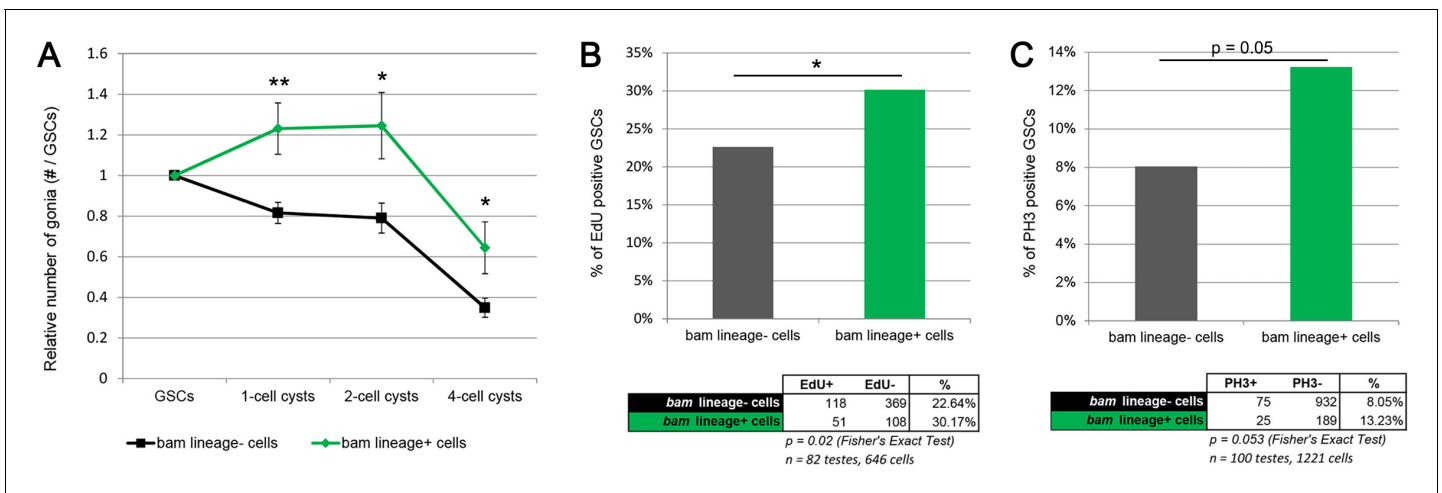 A
Relative number of gonia (# / GSCs)
1.6
1.4
1.2
1
0.8
0.6
0.4
0.2
0
**
*
*
GSCs
1-cell cysts
2-cell cysts
4-cell cysts
bam lineage- cells
bam lineage+ cells
B
% of EdU positive GSCs
35%
30%
25%
20%
15%
10%
5%
0%
*
bam lineage- cells
bam lineage+ cells
EdU+ EdU- %
bam lineage- cells 118 369 22.64%
bam lineage+ cells 51 108 30.17%
p = 0.02 (Fisher's Exact Test)
n = 82 testes, 646 cells
C
% of PH3 positive GSCs
14%
12%
10%
8%
6%
4%
2%
0%
p = 0.05
bam lineage- cells
bam lineage+ cells
PH3+ PH3- %
bam lineage- cells 75 932 8.05%
bam lineage+ cells 25 189 13.23%
p = 0.053 (Fisher's Exact Test)
n = 100 testes, 1221 cells